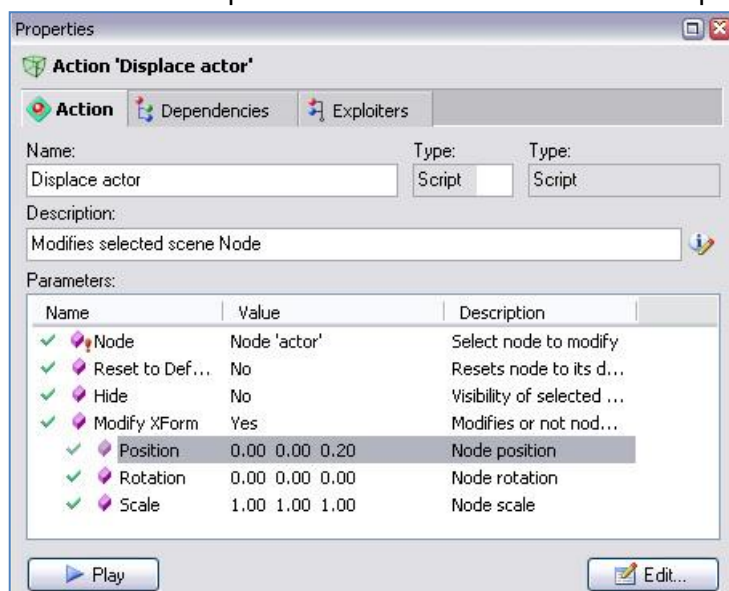 Properties
Action 'Displace actor'
Action Dependencies Exploiters
Name: Type: Type:
Displace actor Script Script
Description:
Modifies selected scene Node
Parameters:
Name Value Description
Node Node 'actor' Select node to modify
Reset to Def... No Resets node to its d...
Hide No Visibility of selected ...
Modify XForm Yes Modifies or not nod...
Position 0.00 0.00 0.20 Node position
Rotation 0.00 0.00 0.00 Node rotation
Scale 1.00 1.00 1.00 Node scale
Play Edit...